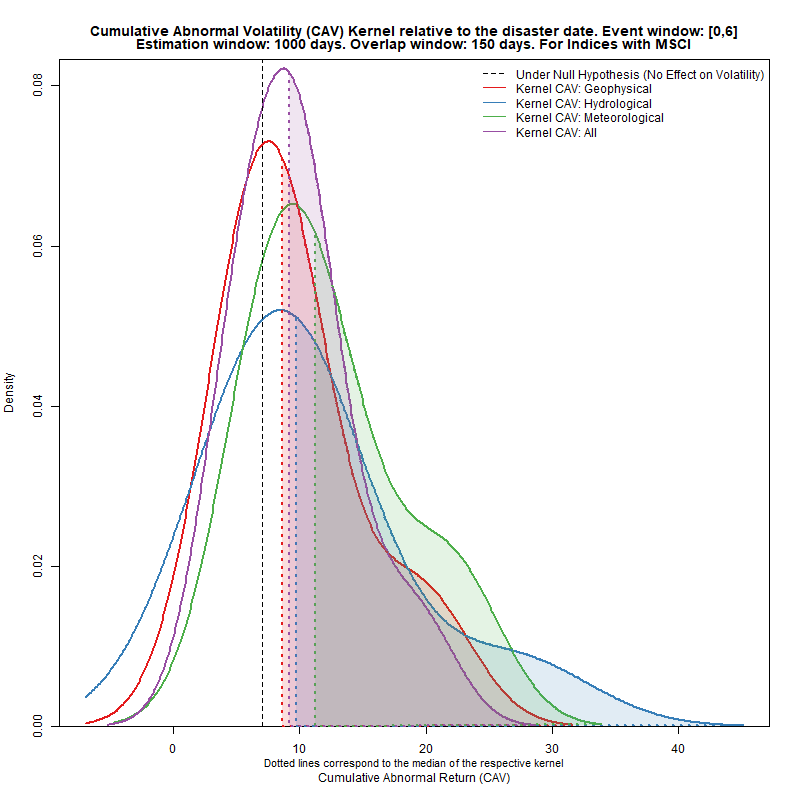 Cumulative Abnormal Volatility (CAV) Kernel relative to the disaster date. Event window: [0,6]
Estimation window: 1000 days. Overlap window: 150 days. For Indices with MSCI
Under Null Hypothesis (No Effect on Volatility)
Kernel CAV: Geophysical
Kernel CAV: Hydrological
Kernel CAV: Meteorological
Kernel CAV: All
Density
0.08
0.06
0.04
0.02
0.00
0 10 20 30 40
Dotted lines correspond to the median of the respective kernel
Cumulative Abnormal Return (CAV)